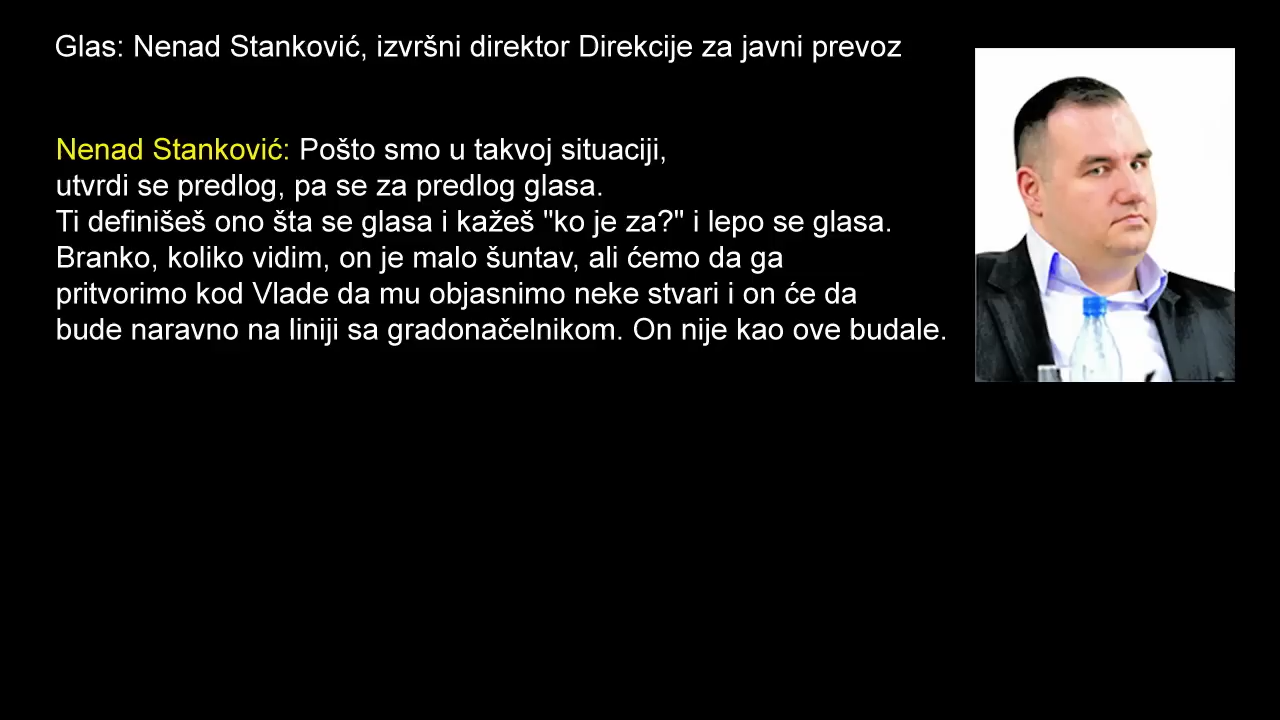 Glas: Nenad Stanković, izvršni direktor Direkcije za javni prevoz
Nenad Stanković: Pošto smo u takvoj situaciji,
utvrdi se predlog, pa se za predlog glasa.
Ti definišeš ono šta se glasa i kažeš "ko je za?" i lepo se glasa.
Branko, koliko vidim, on je malo šuntav, ali ćemo da ga
pritvorimo kod Vlade da mu objasnimo neke stvari i on će da
bude naravno na liniji sa gradonačelnikom. On nije kao ove budale.